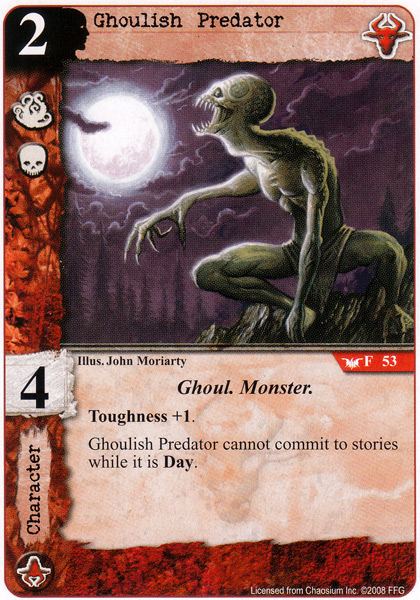 2
Ghoulish Predator
Illus. John Moriarty
F 53
4
Ghoul. Monster.
Toughness +1.
Ghoulish Predator cannot commit to stories
while it is Day.
Character
Licensed from Chaosium Inc. ©2008 FFG